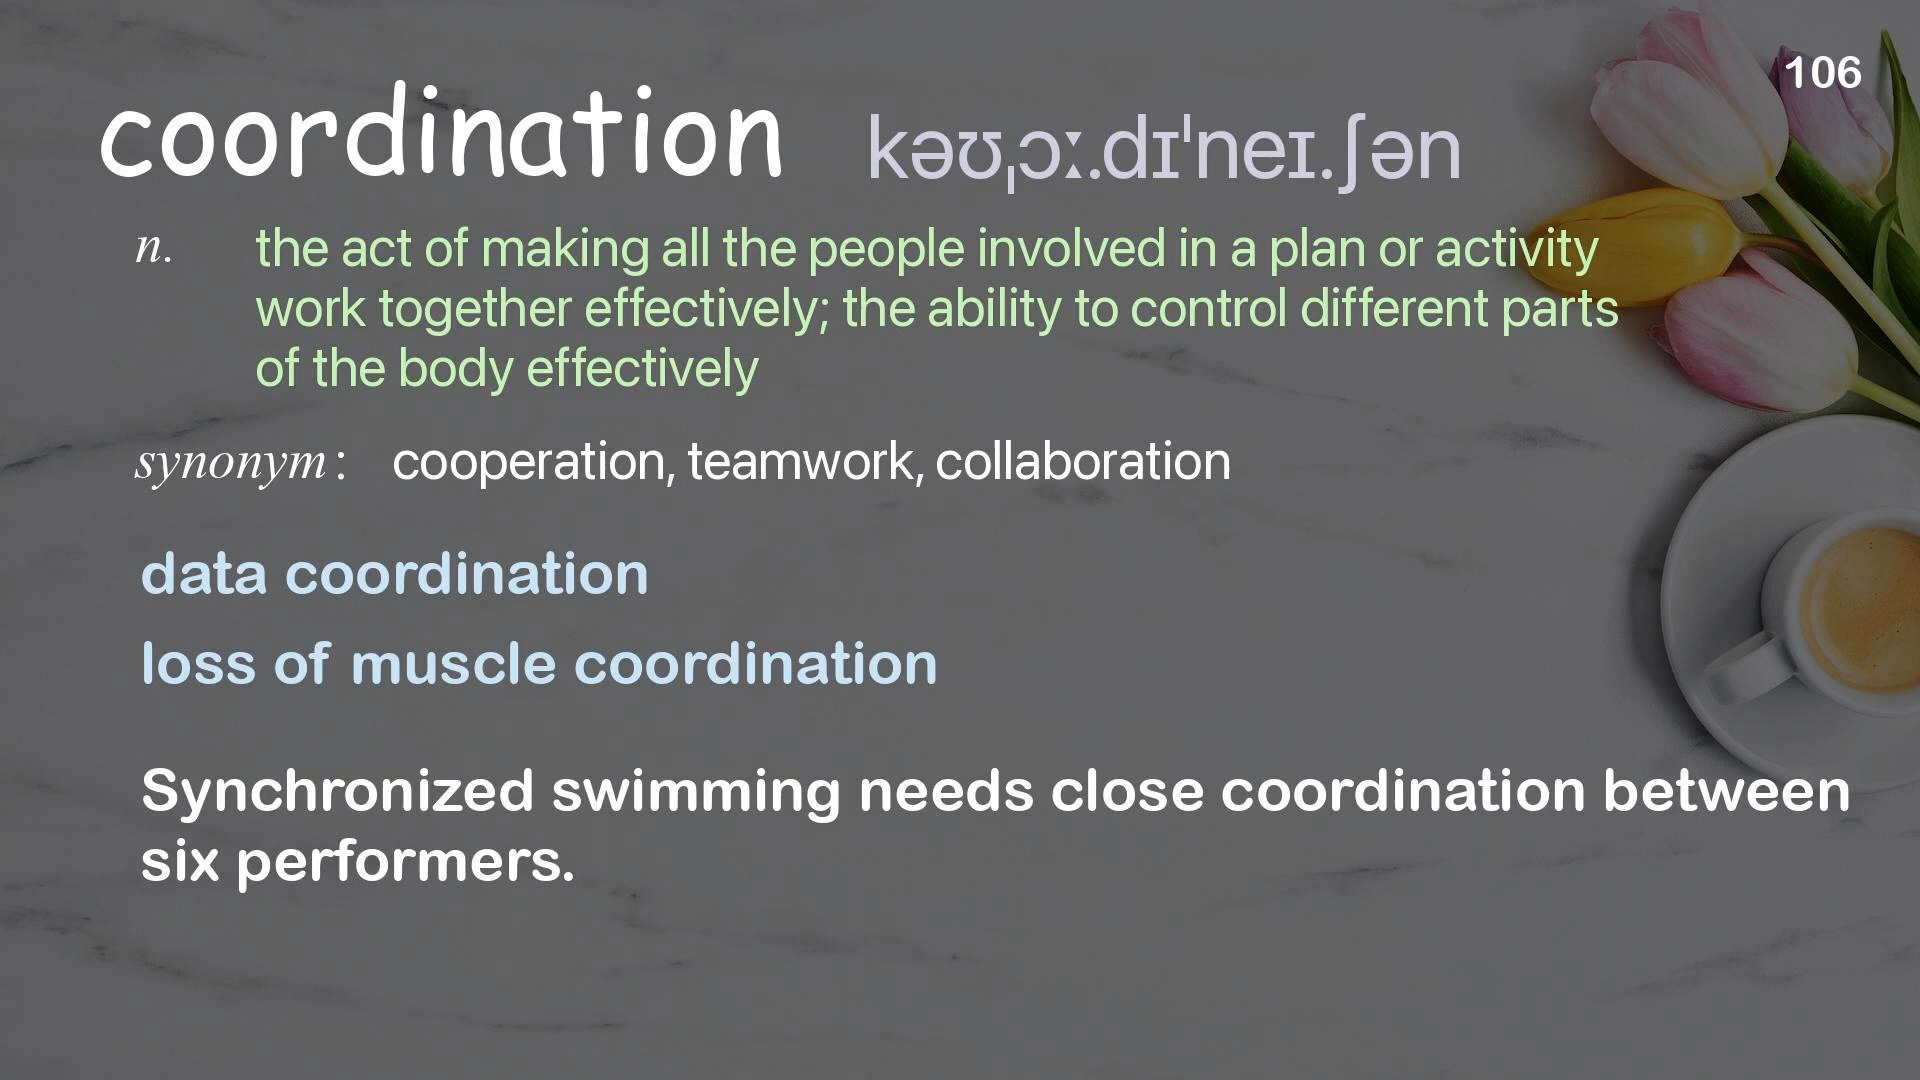 106
coordination kəʊˌɔː.dɪˈneɪ.ʃən
n. the act of making all the people involved in a plan or activity
work together effectively; the ability to control different parts
of the body effectively
synonym: cooperation, teamwork, collaboration
data coordination
loss of muscle coordination
Synchronized swimming needs close coordination between
six performers.